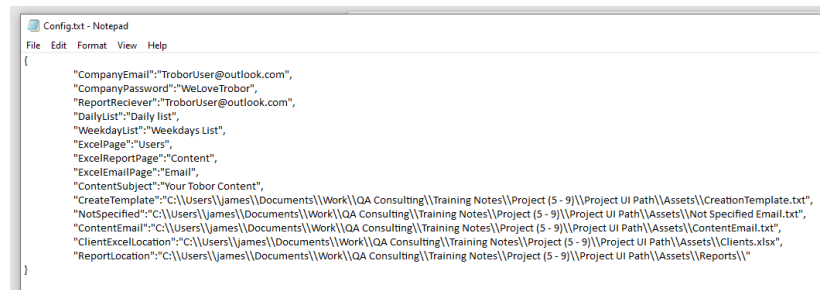 Config.txt - Notepad
File Edit Format View Help
{
"CompanyEmail":"TroborUser@outlook.com",
"CompanyPassword":"WeLoveTrobor",
"ReportReciever":"TroborUser@outlook.com",
"DailyList":"Daily list",
"WeekdayList":"Weekdays List",
"ExcelPage":"Users",
"ExcelReportPage":"Content",
"ExcelEmailPage":"Email",
"ContentSubject":"Your Tobor Content",
"CreateTemplate":"C:\\Users\\james\\Documents\\Work\\QA Consulting\\Training Notes\\Project (5 - 9)\\Project UI Path\\Assets\\CreationTemplate.txt",
"NotSpecified":"C:\\Users\\james\\Documents\\Work\\QA Consulting\\Training Notes\\Project (5 - 9)\\Project UI Path\\Assets\\Not Specified Email.txt",
"ContentEmail":"C:\\Users\\james\\Documents\\Work\\QA Consulting\\Training Notes\\Project (5 - 9)\\Project UI Path\\Assets\\ContentEmail.txt",
"ClientExcelLocation":"C:\\Users\\james\\Documents\\Work\\QA Consulting\\Training Notes\\Project (5 - 9)\\Project UI Path\\Assets\\Clients.xlsx",
"ReportLocation":"C:\\Users\\james\\Documents\\Work\\QA Consulting\\Training Notes\\Project (5 - 9)\\Project UI Path\\Assets\\Reports\\"
}